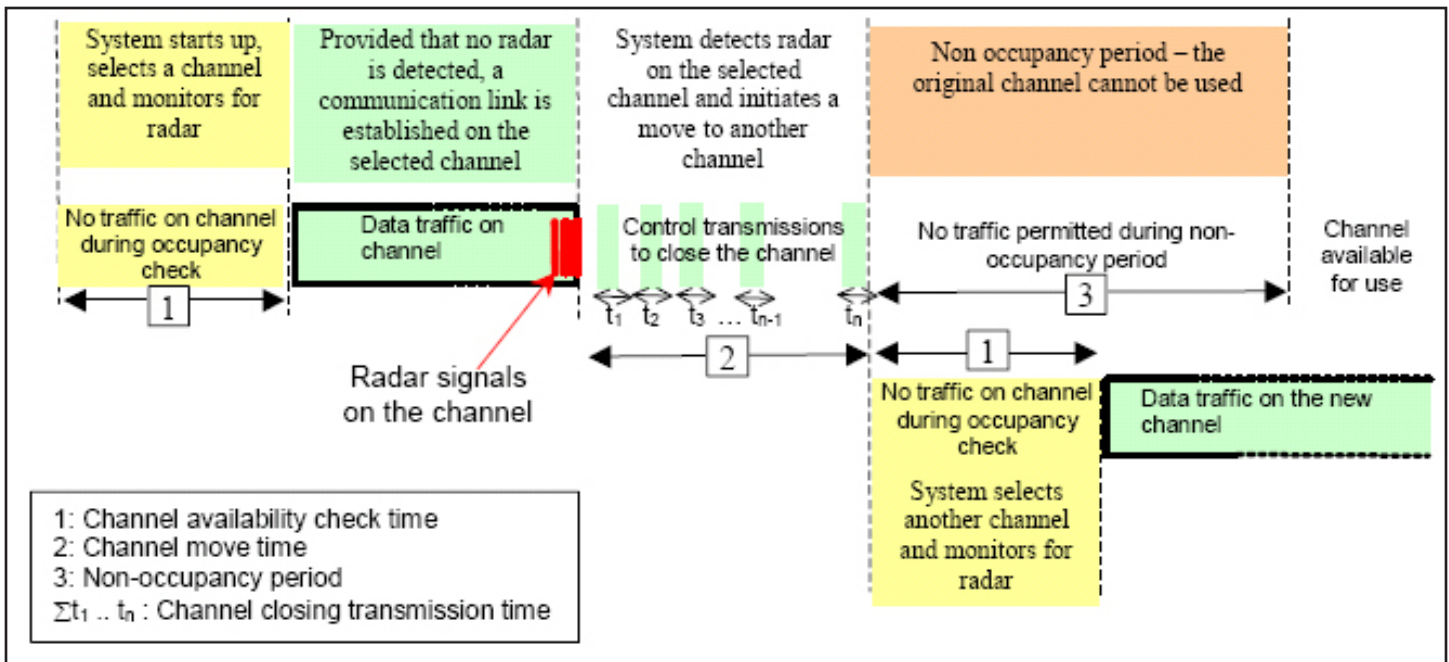 System starts up,
selects a channel
and monitors for
radar
Provided that no radar
is detected, a
communication link is
established on the
selected channel
System detects radar
on the selected
channel and initiates a
move to another
channel
Non occupancy period – the
original channel cannot be used
No traffic on channel
during occupancy
check
Data traffic on
channel
Control transmissions
to close the channel
No traffic permitted during non-
occupancy period
Channel
available
for use
1
t₁ t₂ t₃ ... tₙ₋₁ tₙ
3
2
1
Radar signals
on the channel
No traffic on channel
during occupancy
check
Data traffic on the new
channel
System selects
another channel
and monitors for
radar
1: Channel availability check time
2: Channel move time
3: Non-occupancy period
Σt₁ .. tₙ : Channel closing transmission time